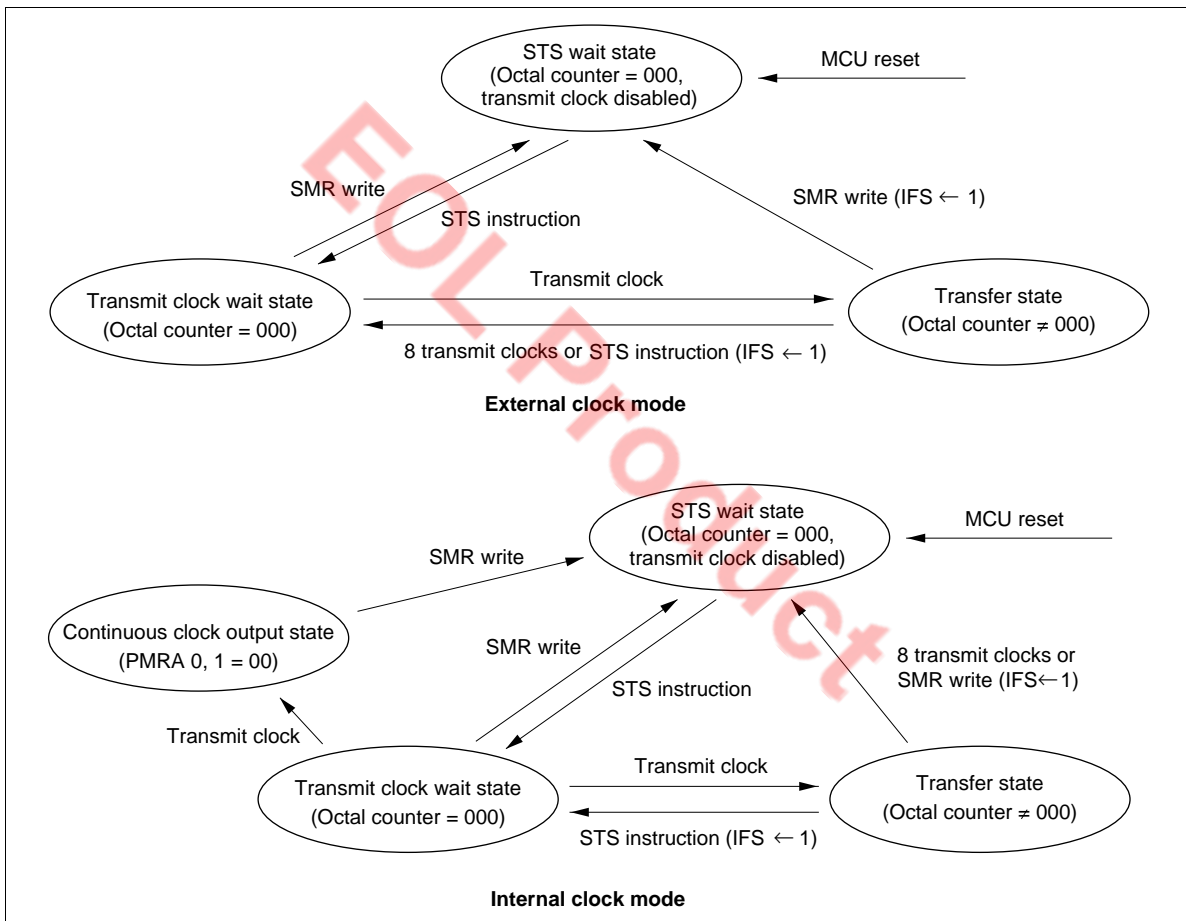 STS wait state
(Octal counter = 000,
transmit clock disabled)
MCU reset
SMR write
STS instruction
SMR write (IFS ← 1)
Transmit clock wait state
(Octal counter = 000)
Transmit clock
Transfer state
(Octal counter ≠ 000)
8 transmit clocks or STS instruction (IFS ← 1)
External clock mode
STS wait state
(Octal counter = 000,
transmit clock disabled)
MCU reset
SMR write
Continuous clock output state
(PMRA 0, 1 = 00)
SMR write
STS instruction
8 transmit clocks or
SMR write (IFS←1)
Transmit clock
Transmit clock wait state
(Octal counter = 000)
Transmit clock
Transfer state
(Octal counter ≠ 000)
STS instruction (IFS ← 1)
Internal clock mode
EOL Product